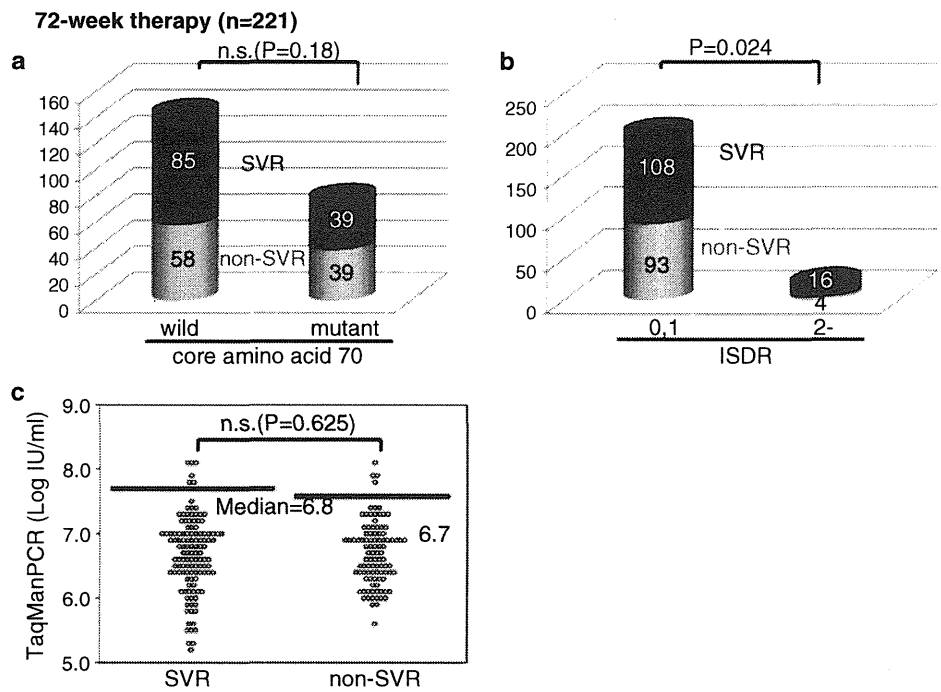 72-week therapy (n=221)
a
n.s.(P=0.18)
160
140
120
100
80
60
40
20
0
85
SVR
58
non-SVR
39
39
wild
mutant
core amino acid 70
b
P=0.024
250
200
150
100
50
0
108
SVR
93
non-SVR
16
4
0,1
2-
ISDR
c
TaqManPCR (Log IU/ml)
9.0
8.0
7.0
6.0
5.0
n.s.(P=0.625)
Median=6.8
6.7
SVR
non-SVR